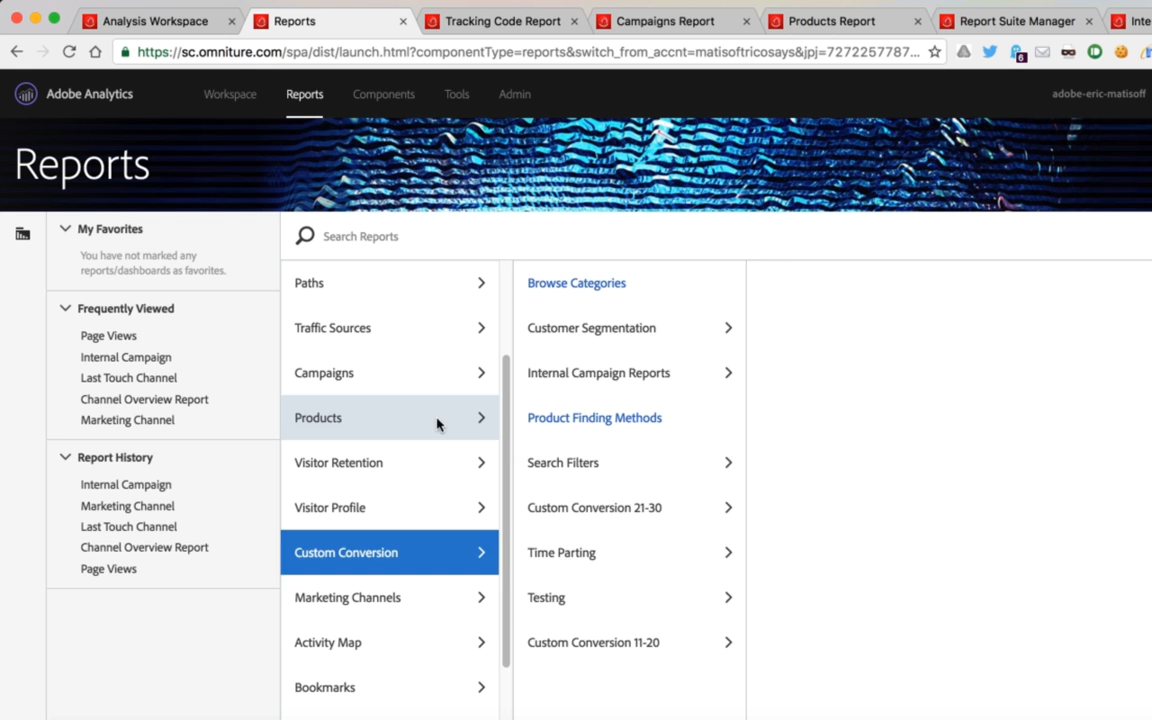 Analysis Workspace
Reports
Tracking Code Report
Campaigns Report
Products Report
Report Suite Manager
Inte
https://sc.omniture.com/spa/dist/launch.html?componentType=reports&switch_from_accnt=matisoftricosays&jpj=72722577787...
6
Adobe Analytics
Workspace
Reports
Components
Tools
Admin
adobe-eric-matisoff
Reports
My Favorites
You have not marked any
reports/dashboards as favorites.
Frequently Viewed
Page Views
Internal Campaign
Last Touch Channel
Channel Overview Report
Marketing Channel
Report History
Internal Campaign
Marketing Channel
Last Touch Channel
Channel Overview Report
Page Views
Search Reports
Paths
Traffic Sources
Campaigns
Products
Visitor Retention
Visitor Profile
Custom Conversion
Marketing Channels
Activity Map
Bookmarks
Browse Categories
Customer Segmentation
Internal Campaign Reports
Product Finding Methods
Search Filters
Custom Conversion 21-30
Time Parting
Testing
Custom Conversion 11-20